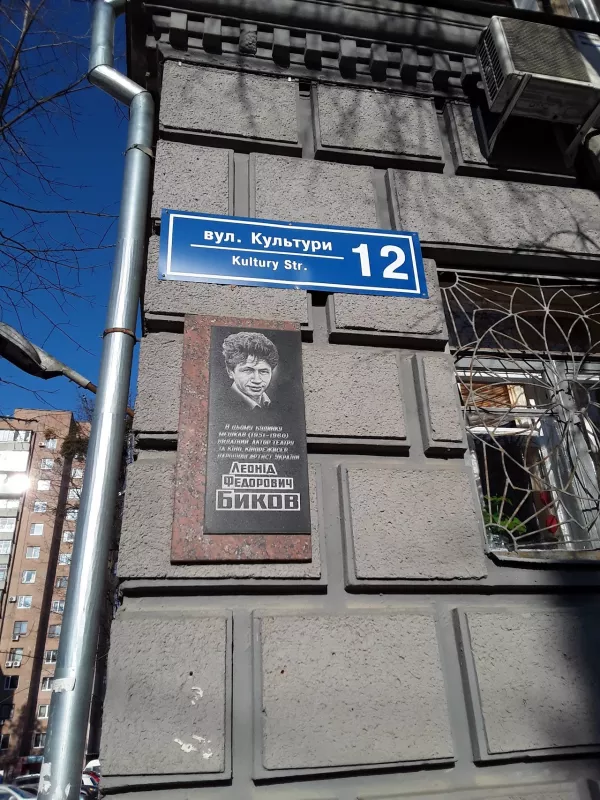 вул. Культури
Kultury Str.
12
В цьому будинку
мешкав (1951-1960)
видатний актор театру
та кіно, кінорежисер
народний артист України
Леонід
Федорович
Биков